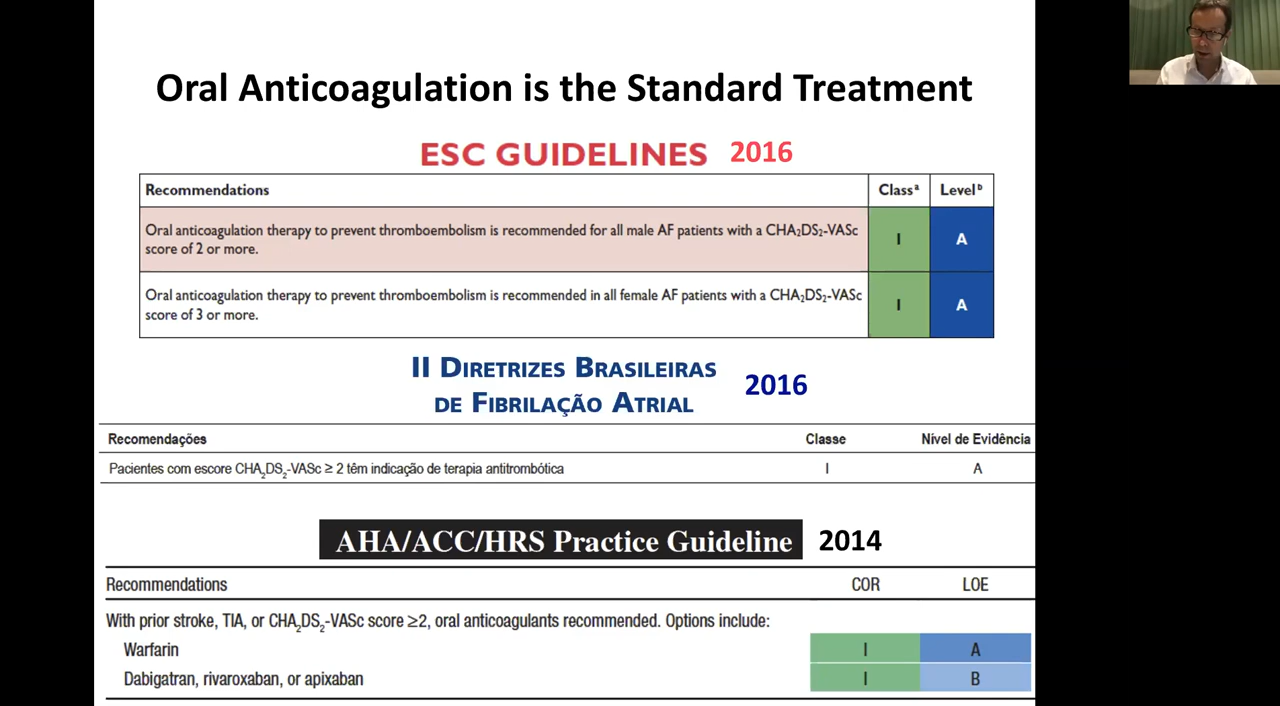 Oral Anticoagulation is the Standard Treatment
ESC GUIDELINES 2016
Recommendations Classᵃ Levelᵇ
Oral anticoagulation therapy to prevent thromboembolism is recommended for all male AF patients with a CHA₂DS₂-VASc
score of 2 or more.
I A
Oral anticoagulation therapy to prevent thromboembolism is recommended in all female AF patients with a CHA₂DS₂-VASc
score of 3 or more.
I A
II DIRETRIZES BRASILEIRAS
DE FIBRILAÇÃO ATRIAL
2016
Recomendações Classe Nível de Evidência
Pacientes com escore CHA₂DS₂-VASc ≥ 2 têm indicação de terapia antitrombótica I A
AHA/ACC/HRS Practice Guideline 2014
Recommendations COR LOE
With prior stroke, TIA, or CHA₂DS₂-VASc score ≥2, oral anticoagulants recommended. Options include:
Warfarin I A
Dabigatran, rivaroxaban, or apixaban I B